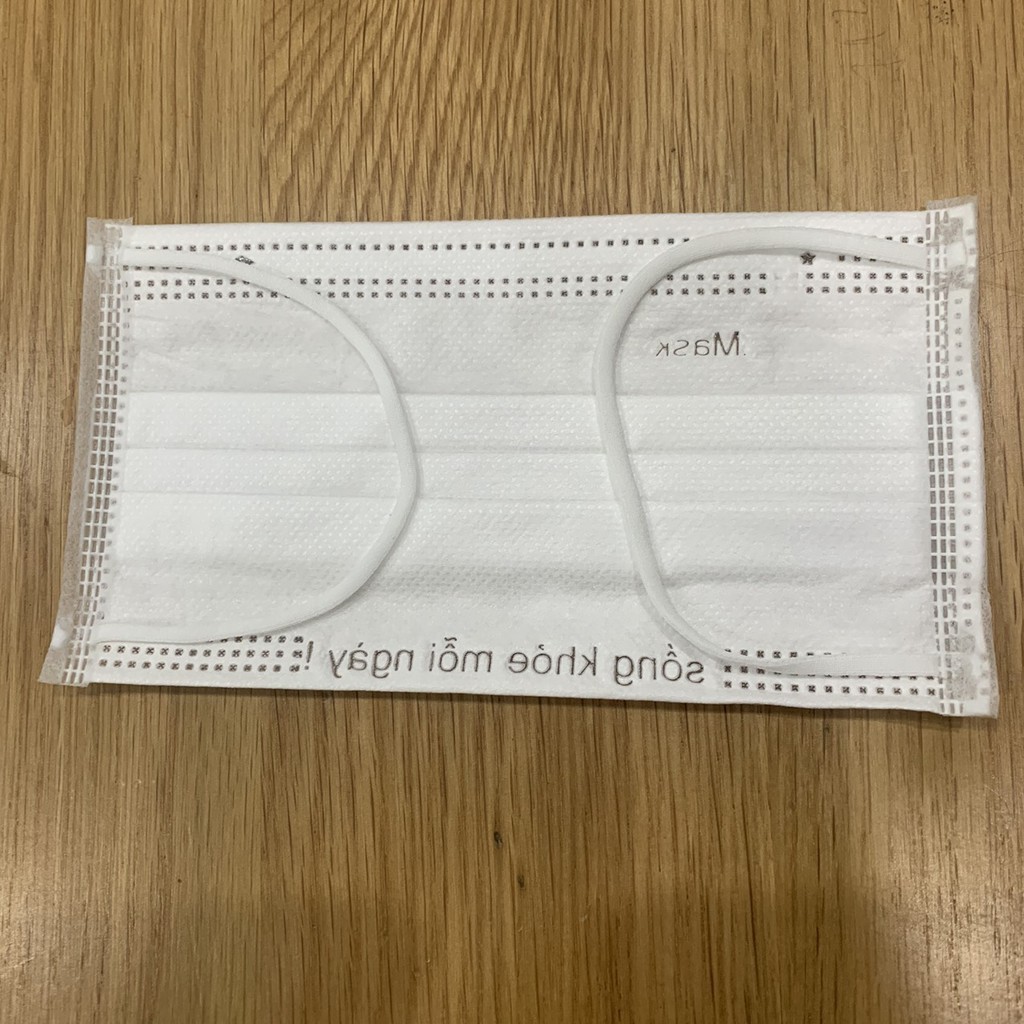 Mask
sống khỏe mỗi ngày !